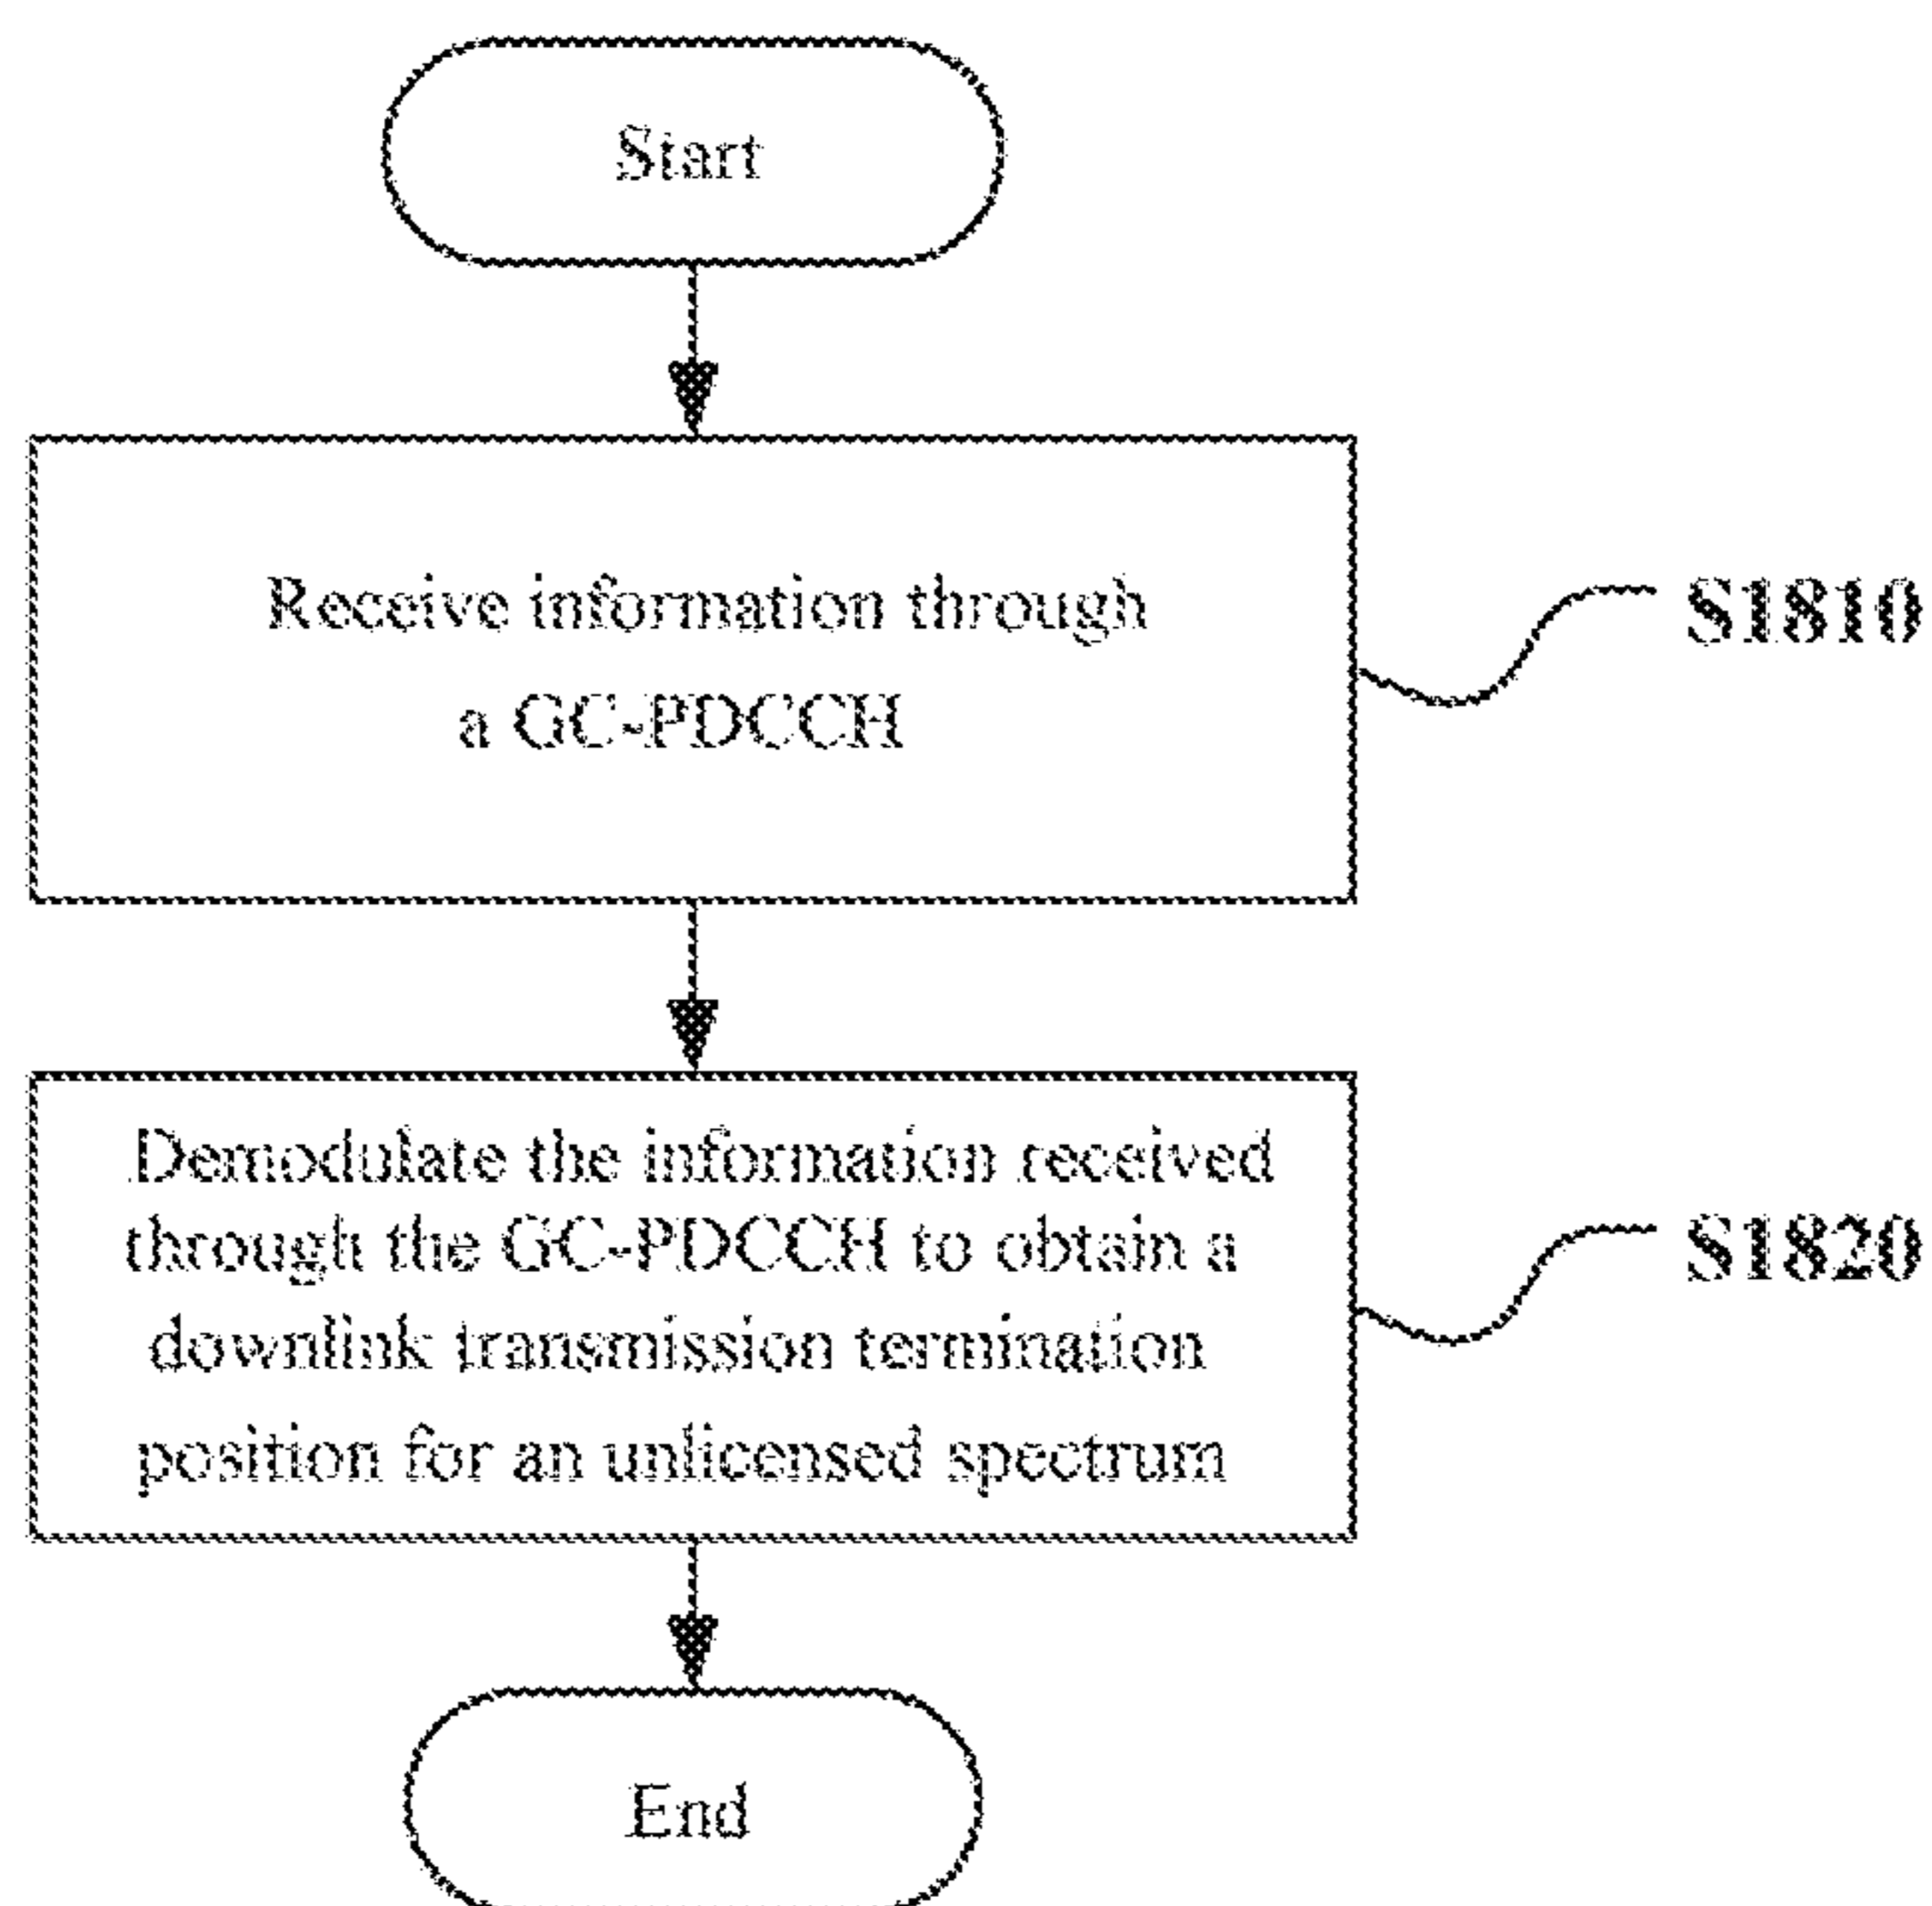 Start
Receive information through
a GC-PDCCH
S1810
Demodulate the information received
through the GC-PDCCH to obtain a
downlink transmission termination
position for an unlicensed spectrum
S1820
End